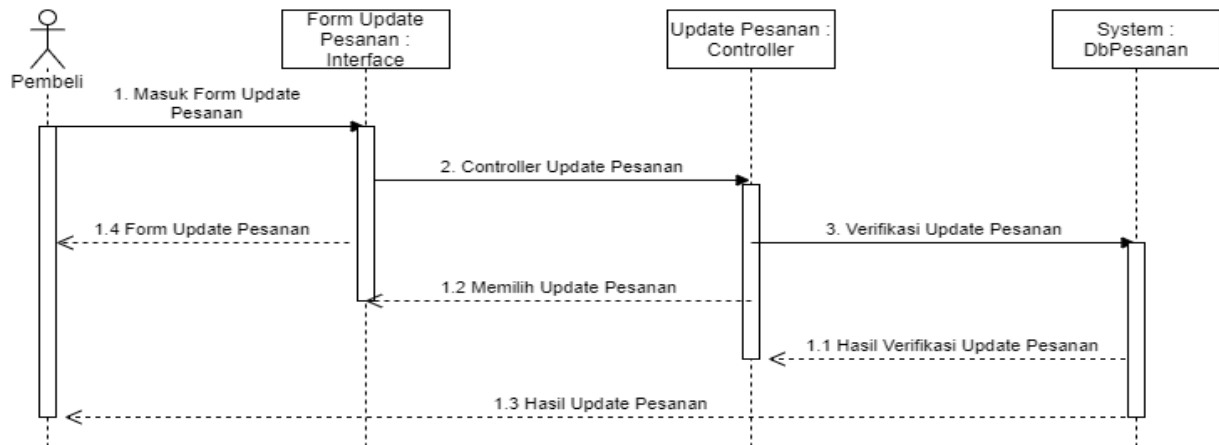 Pembeli
Form Update
Pesanan :
Interface
Update Pesanan :
Controller
System :
DbPesanan
1. Masuk Form Update
Pesanan
2. Controller Update Pesanan
1.4 Form Update Pesanan
3. Verifikasi Update Pesanan
1.2 Memilih Update Pesanan
1.1 Hasil Verifikasi Update Pesanan
1.3 Hasil Update Pesanan